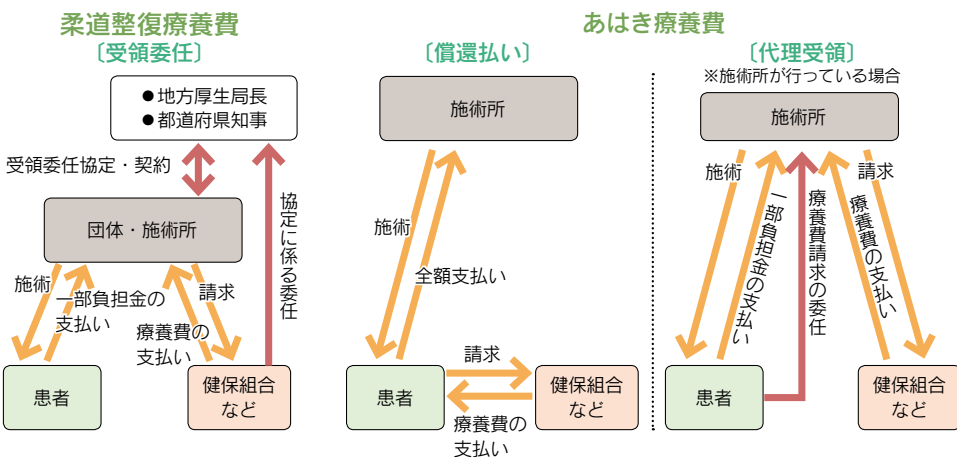 柔道整復療養費
〔受領委任〕
●地方厚生局長
●都道府県知事
受領委任協定・契約
団体・施術所
協定に係る委任
施術
一部負担金の
支払い
請求
療養費の
支払い
患者
健保組合
など
あはき療養費
〔償還払い〕
施術所
施術
全額支払い
請求
患者
健保組合
など
療養費の
支払い
〔代理受領〕
※施術所が行っている場合
施術所
施術
一部負担金の支払い
療養費請求の委任
請求
療養費の支払い
患者
健保組合
など